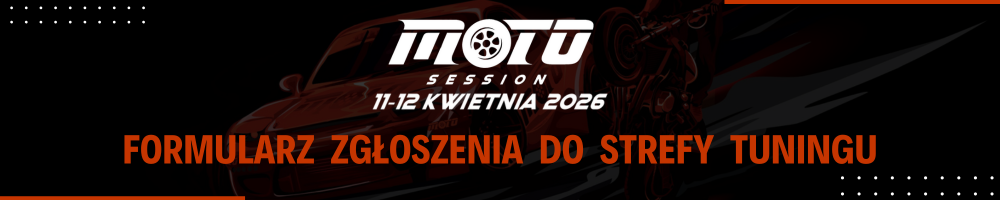 MOTO
SESSION
11-12 KWIETNIA 2026
FORMULARZ ZGŁOSZENIA DO STREFY TUNINGU